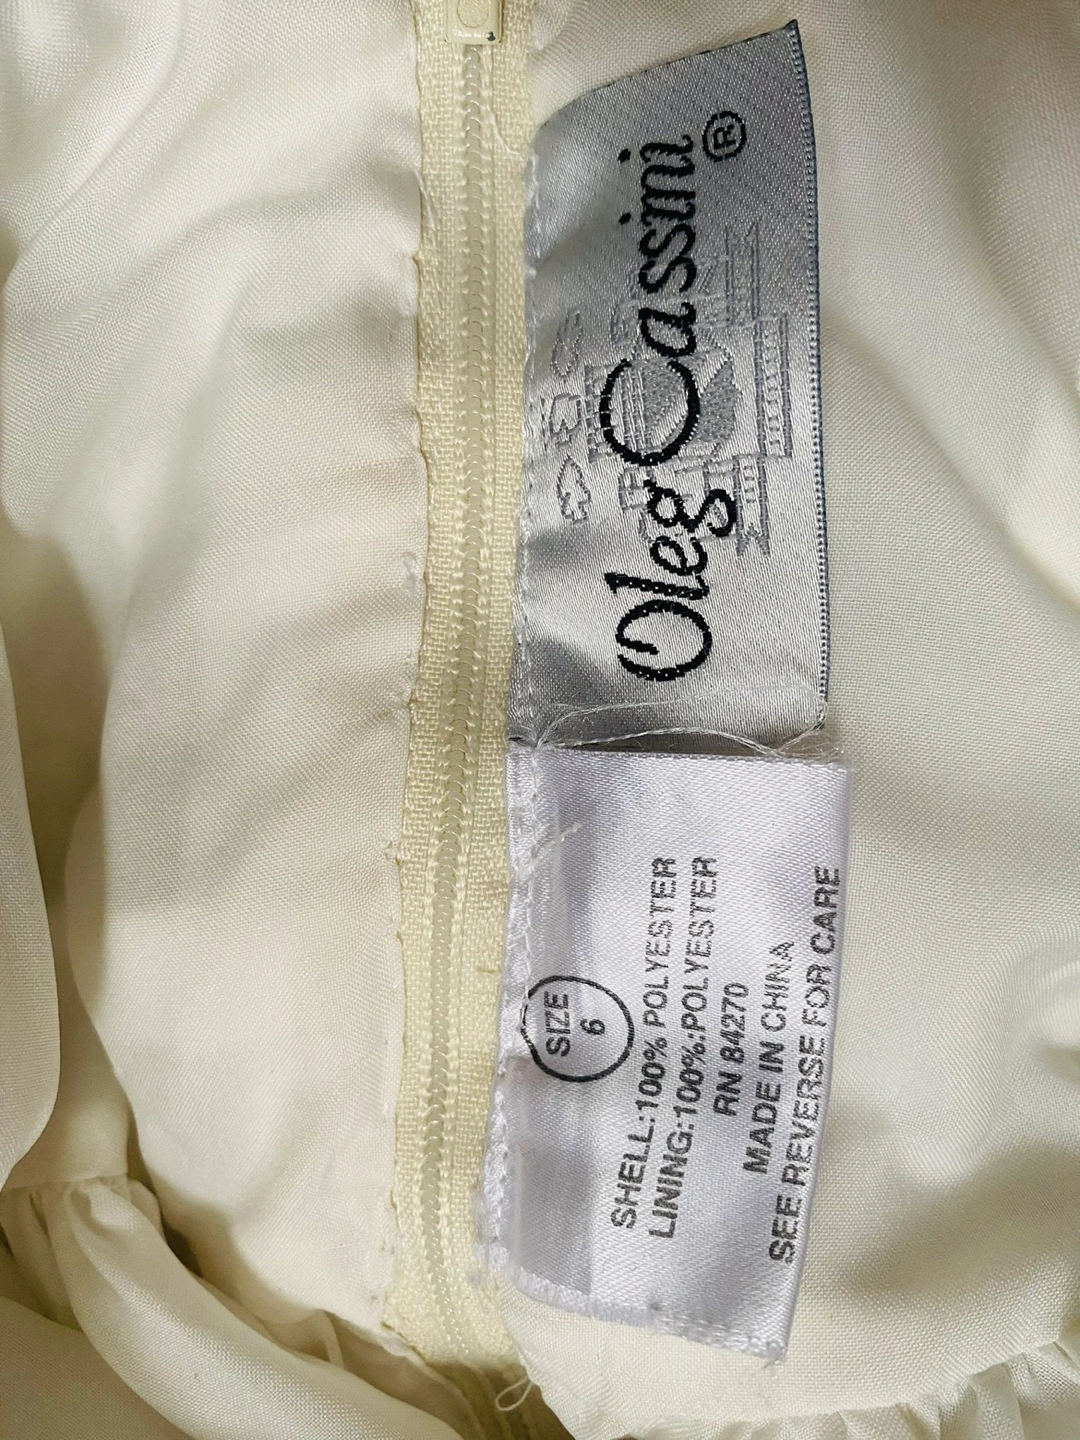 Oleg Cassini ®
SIZE
6
SHELL:100% POLYESTER
LINING:100%:POLYESTER
RN 84270
MADE IN CHINA
SEE REVERSE FOR CARE